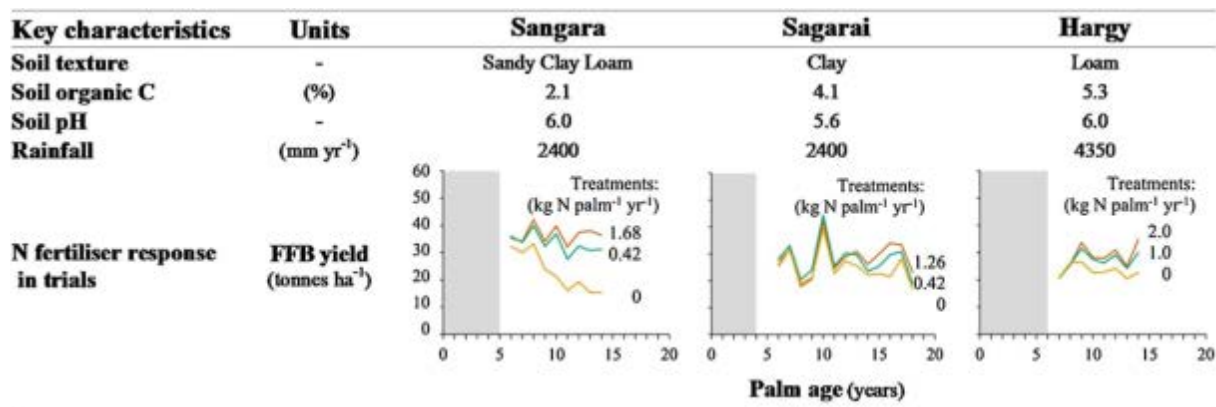 Key characteristics Units Sangara Sagarai Hargy
Soil texture - Sandy Clay Loam Clay Loam
Soil organic C (%) 2.1 4.1 5.3
Soil pH - 6.0 5.6 6.0
Rainfall (mm yr⁻¹) 2400 2400 4350
N fertiliser response in trials
FFB yield (tonnes ha⁻¹)
60
50
40
30
20
10
0
Treatments: (kg N palm⁻¹ yr⁻¹)
1.68
0.42
0
0 5 10 15 20
Treatments: (kg N palm⁻¹ yr⁻¹)
1.26
0.42
0
0 5 10 15 20
Treatments: (kg N palm⁻¹ yr⁻¹)
2.0
1.0
0
0 5 10 15 20
Palm age (years)